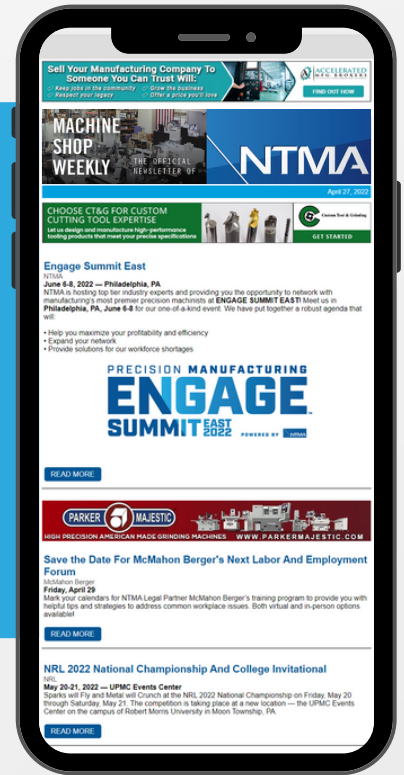 Sell Your Manufacturing Company To
Someone You Can Trust Will:
Keep jobs in the community
Grow the business
Respect your legacy
Offer a price you'll love
ACCELERATED
MFG BROKERS
FIND OUT HOW
MACHINE
SHOP
WEEKLY
THE OFFICIAL
NEWSLETTER OF
NTMA
April 27, 2022
CHOOSE CT&G FOR CUSTOM
CUTTING TOOL EXPERTISE
Let us design and manufacture high-performance
tooling products that meet your precise specifications
Custom Tool & Grinding
GET STARTED
Engage Summit East
NTMA
June 6-8, 2022 — Philadelphia, PA
NTMA is hosting top tier industry experts and providing you the opportunity to network with
manufacturing's most premier precision machinists at ENGAGE SUMMIT EAST! Meet us in
Philadelphia, PA, June 6-8 for our one-of-a-kind event. We have put together a robust agenda that
will:
• Help you maximize your profitability and efficiency
• Expand your network
• Provide solutions for our workforce shortages
PRECISION MANUFACTURING
ENGAGE
SUMMIT EAST 2022
POWERED BY NTMA
READ MORE
PARKER MAJESTIC
HIGH PRECISION AMERICAN MADE GRINDING MACHINES WWW.PARKERMAJESTIC.COM
Save the Date For McMahon Berger's Next Labor And Employment
Forum
McMahon Berger
Friday, April 29
Mark your calendars for NTMA Legal Partner McMahon Berger's training program to provide you with
helpful tips and strategies to address common workplace issues. Both virtual and in-person options
available!
READ MORE
NRL 2022 National Championship And College Invitational
NRL
May 20-21, 2022 — UPMC Events Center
Sparks will Fly and Metal will Crunch at the NRL 2022 National Championship on Friday, May 20
through Saturday, May 21. The competition is taking place at a new location — the UPMC Events
Center on the campus of Robert Morris University in Moon Township, PA.
READ MORE